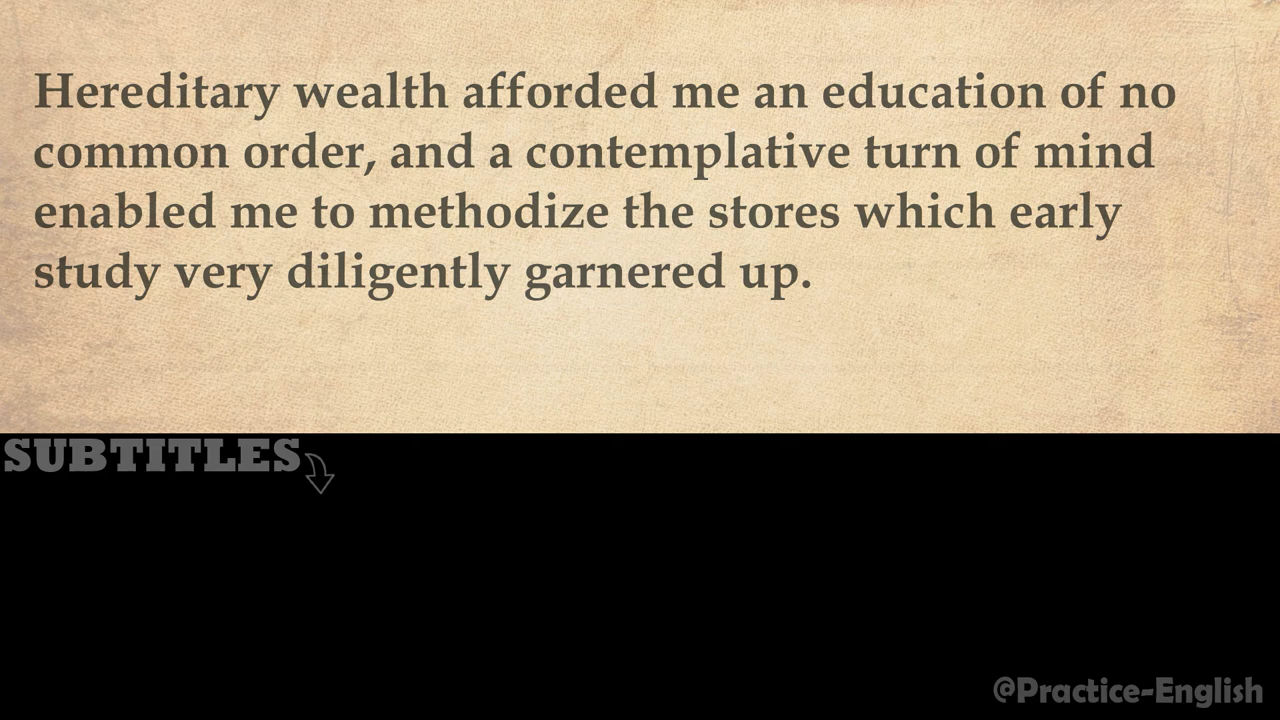 Hereditary wealth afforded me an education of no
common order, and a contemplative turn of mind
enabled me to methodize the stores which early
study very diligently garnered up.
SUBTITLES
@Practice-English